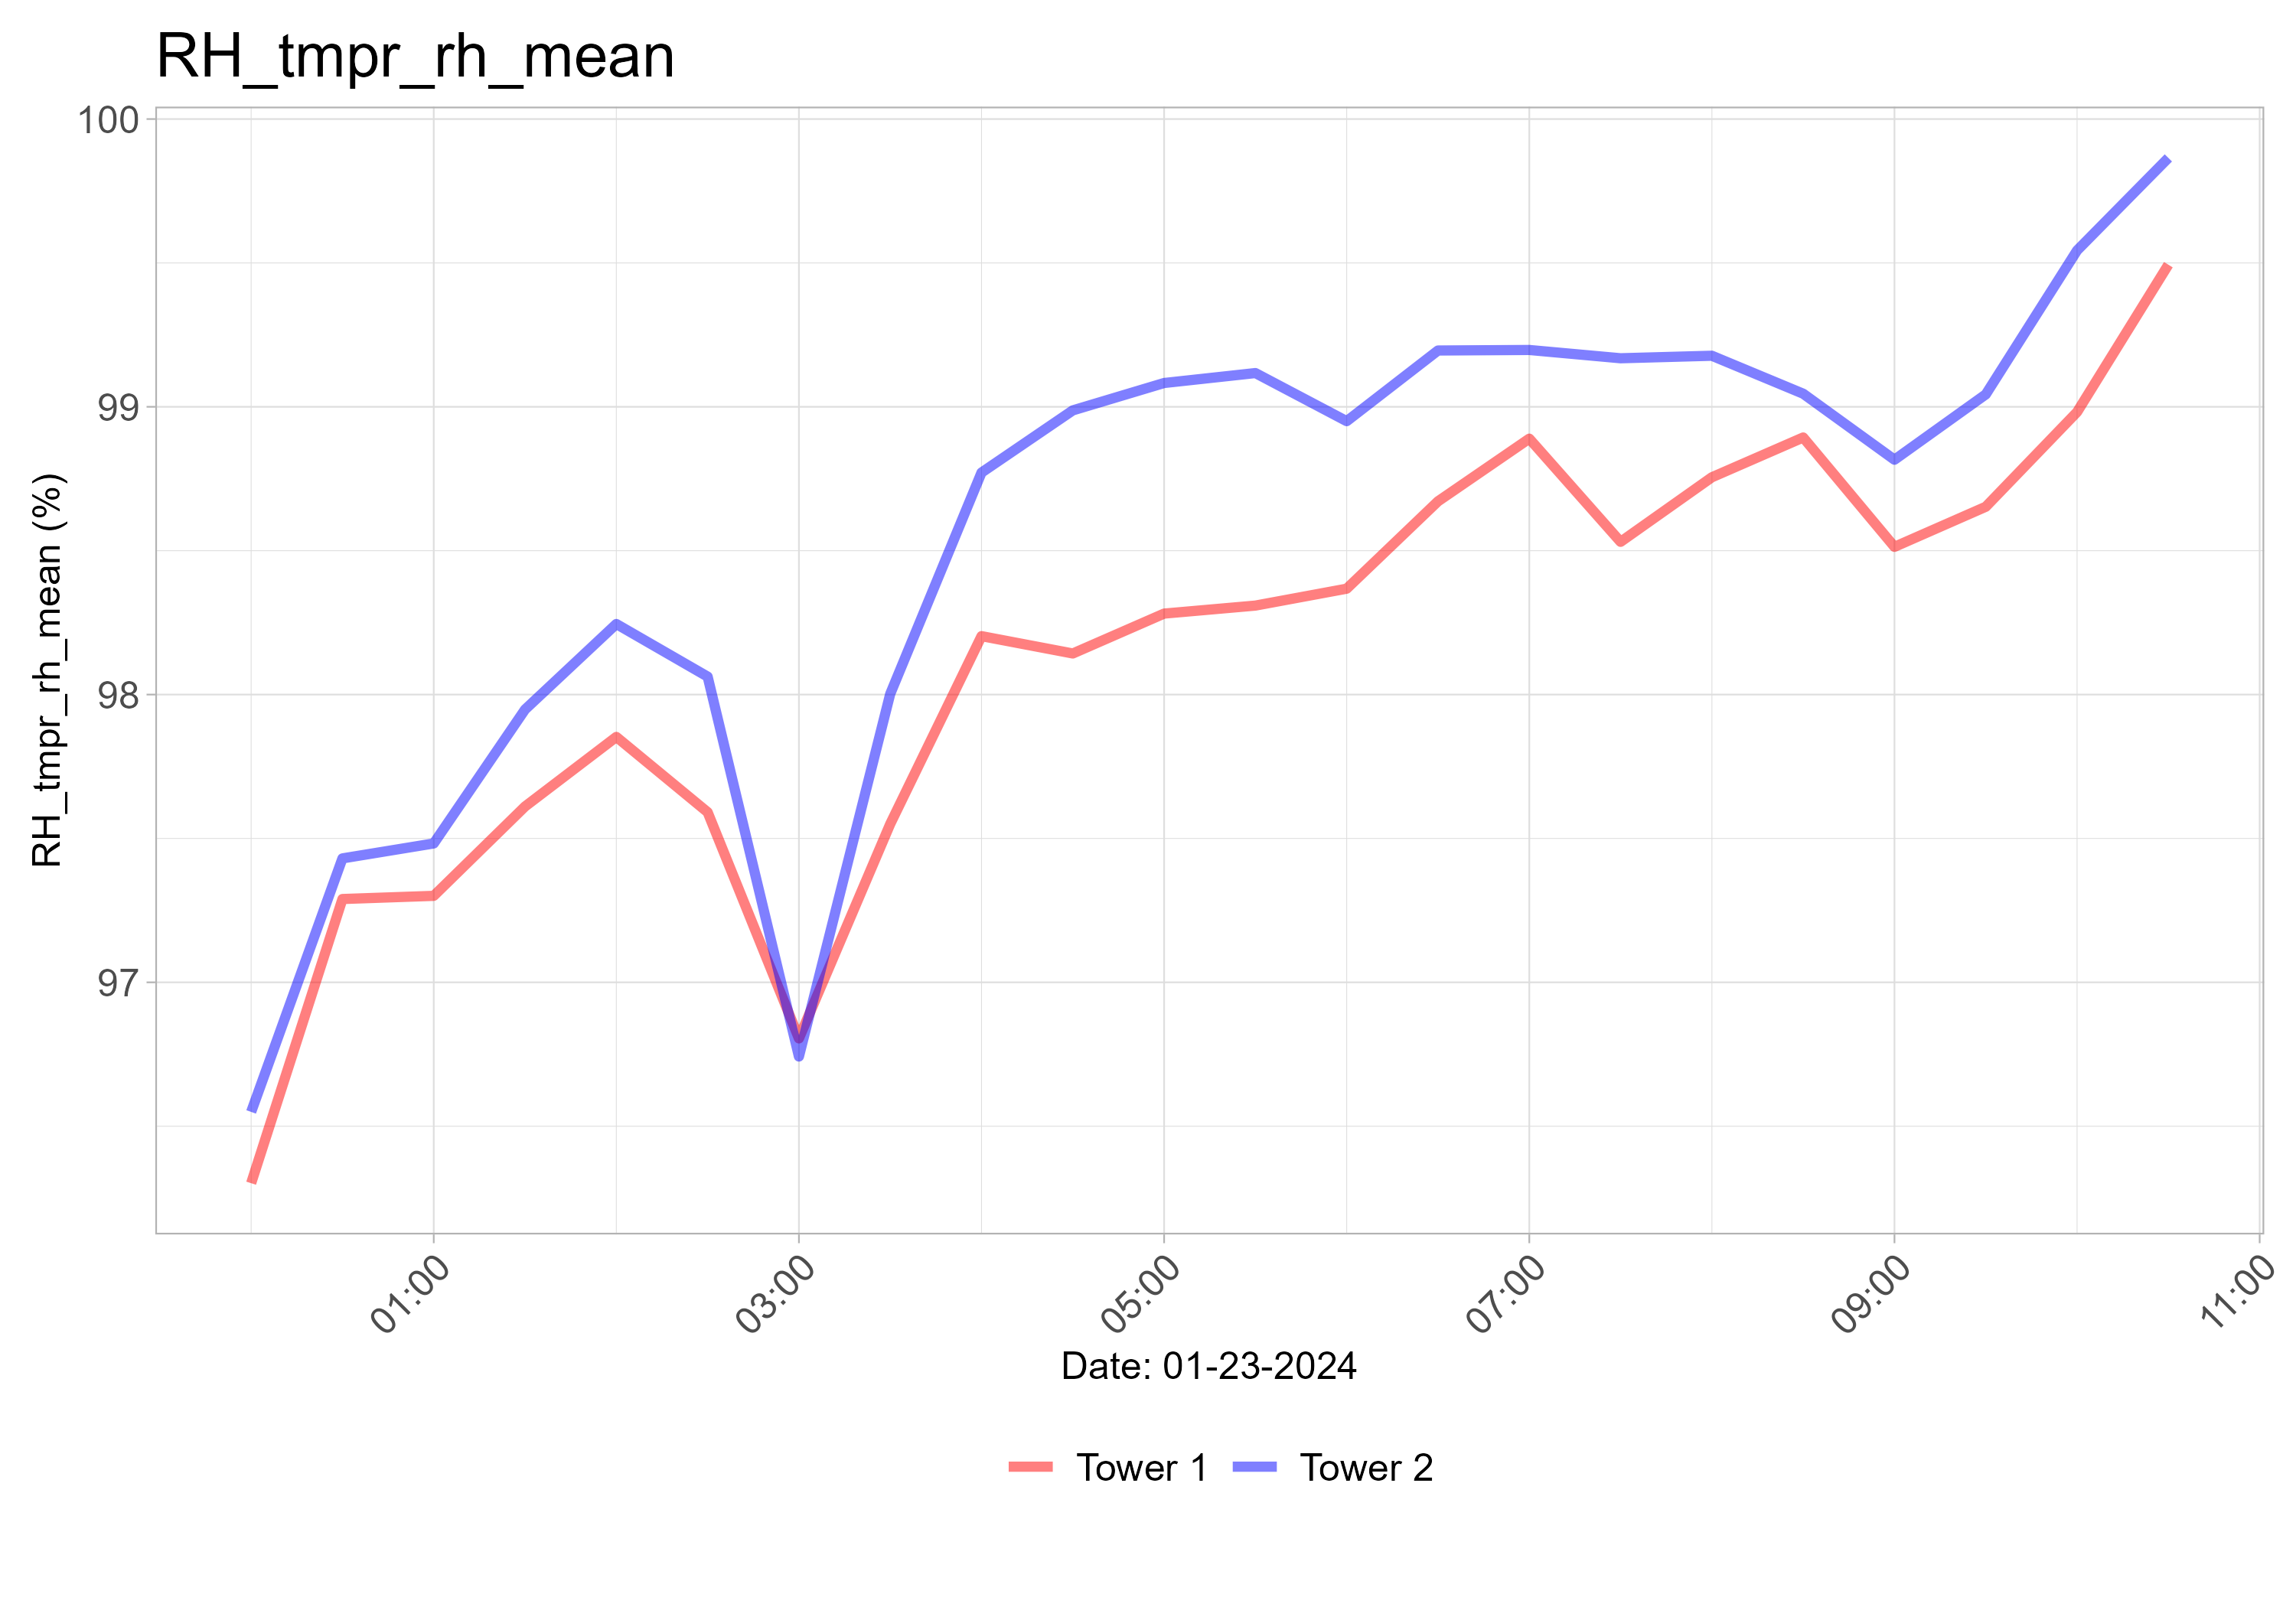 RH_tmpr_rh_mean
100
99
98
97
RH_tmpr_rh_mean (%)
01:00 03:00 05:00 07:00 09:00 11:00
Date: 01-23-2024
Tower 1 Tower 2